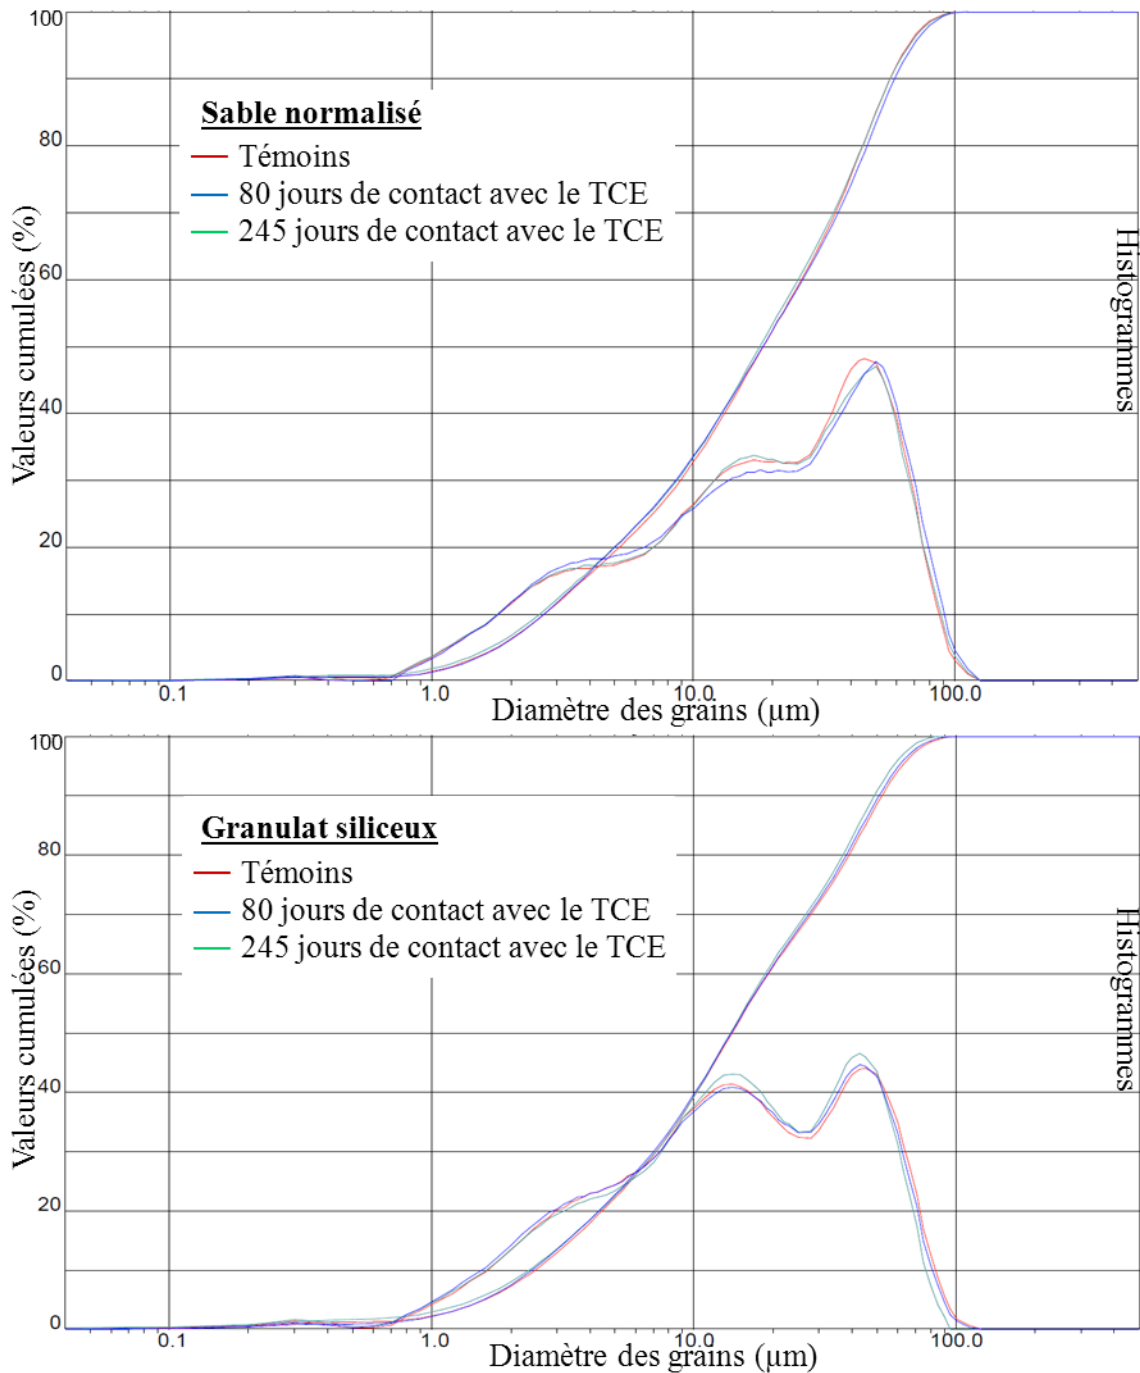 100
Sable normalisé
Témoins
80 jours de contact avec le TCE
245 jours de contact avec le TCE
80
60
40
20
0
Valeurs cumulées (%)
Histogrammes
0.1
1.0
10.0
100.0
Diamètre des grains (µm)
100
Granulat siliceux
Témoins
80 jours de contact avec le TCE
245 jours de contact avec le TCE
80
60
40
20
0
Valeurs cumulées (%)
Histogrammes
0.1
1.0
10.0
100.0
Diamètre des grains (µm)